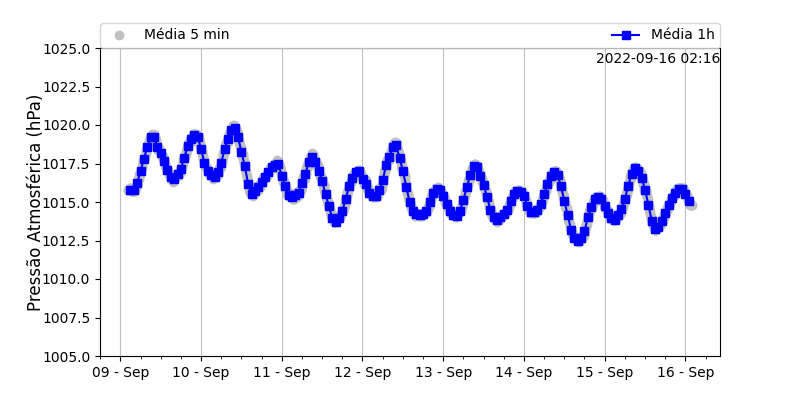 Média 5 min
Média 1h
2022-09-16 02:16
Pressão Atmosférica (hPa)
1025.0
1022.5
1020.0
1017.5
1015.0
1012.5
1010.0
1007.5
1005.0
09 - Sep
10 - Sep
11 - Sep
12 - Sep
13 - Sep
14 - Sep
15 - Sep
16 - Sep